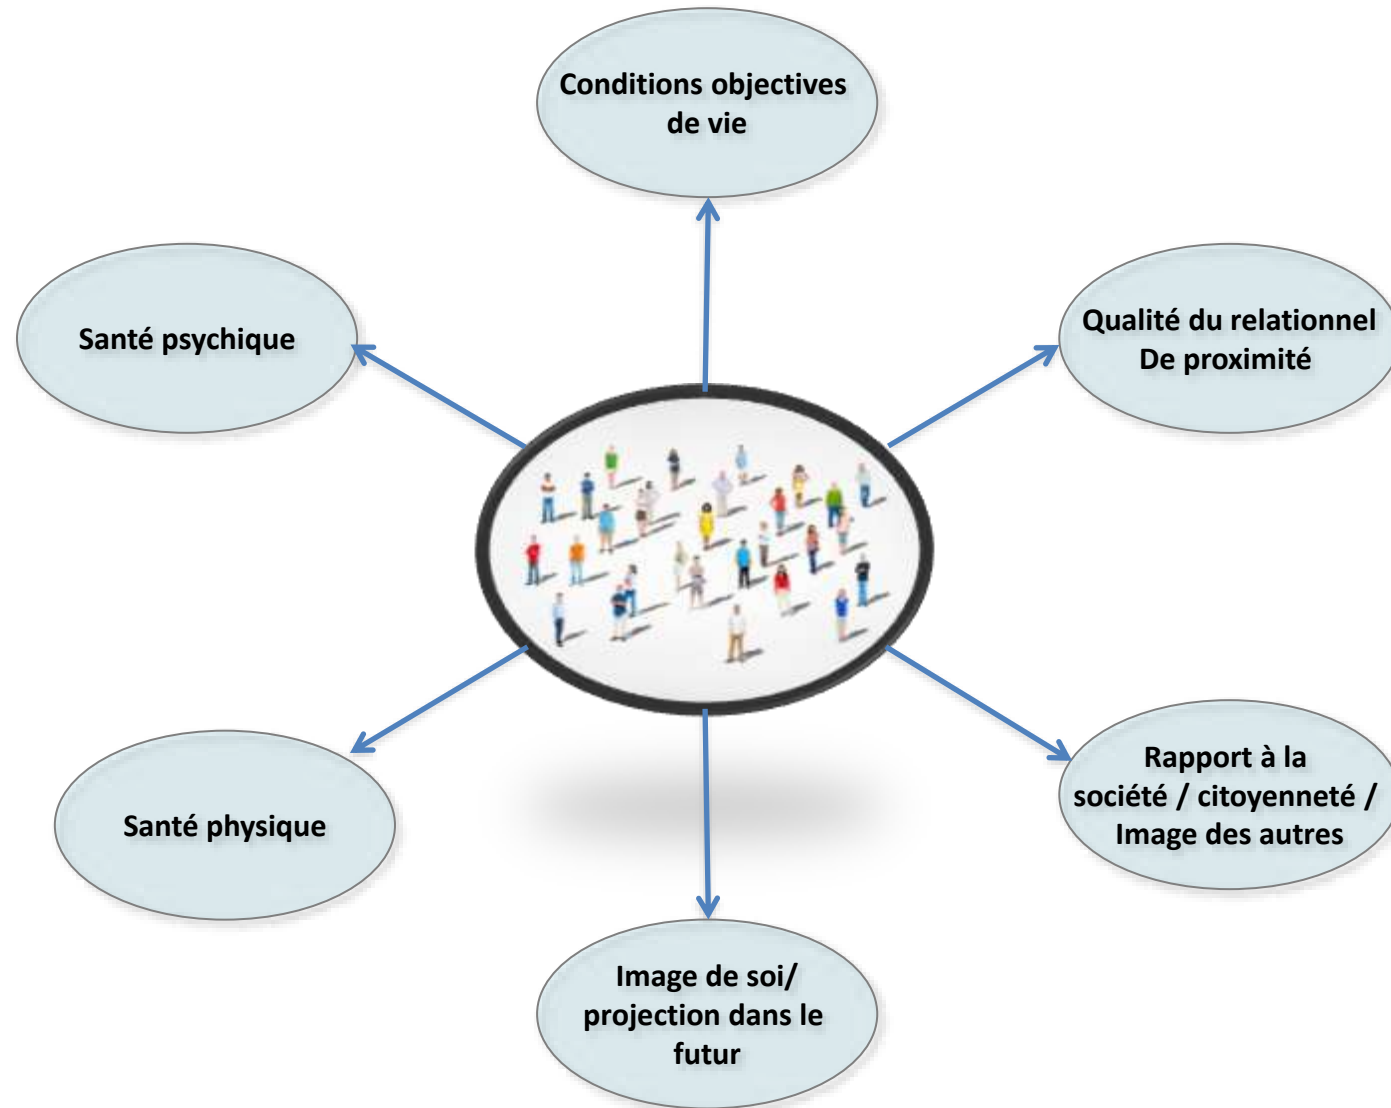 Conditions objectives
de vie
Santé psychique
Qualité du relationnel
De proximité
Santé physique
Rapport à la
société / citoyenneté /
Image des autres
Image de soi/
projection dans le
futur